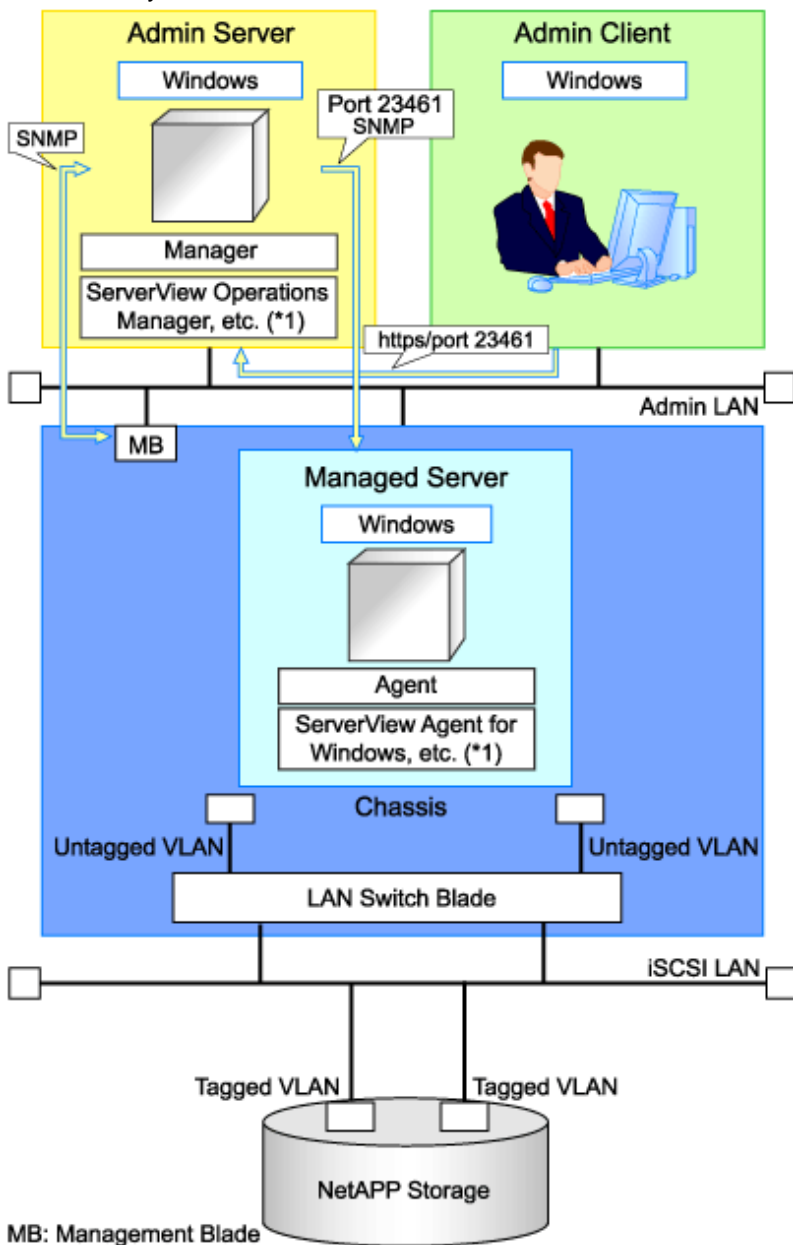 Admin Server
Admin Client
Windows
Windows
SNMP
Port 23461
SNMP
Manager
ServerView Operations
Manager, etc. (*1)
https/port 23461
Admin LAN
MB
Managed Server
Windows
Agent
ServerView Agent for
Windows, etc. (*1)
Chassis
Untagged VLAN
Untagged VLAN
LAN Switch Blade
iSCSI LAN
Tagged VLAN
Tagged VLAN
NetAPP Storage
MB: Management Blade